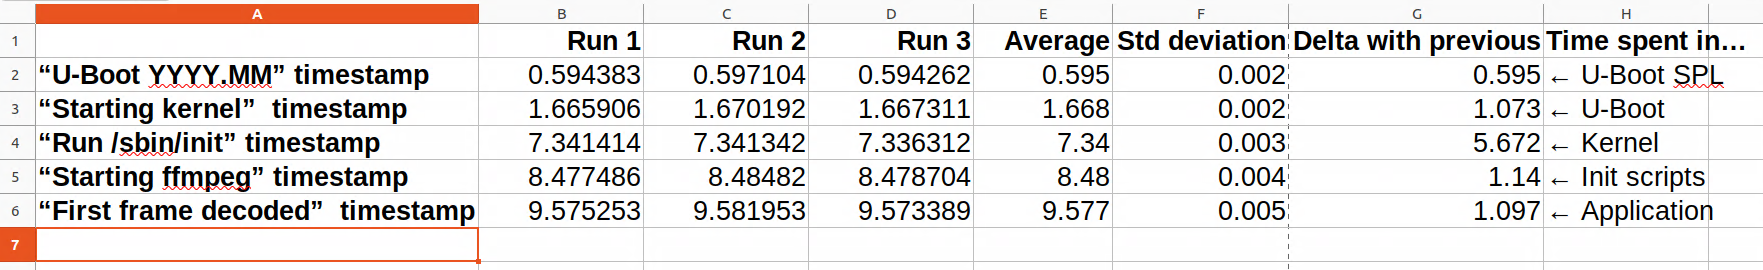 A B C D E F G H
1 Run 1 Run 2 Run 3 Average Std deviation Delta with previous Time spent in…
2 “U-Boot YYYY.MM” timestamp 0.594383 0.597104 0.594262 0.595 0.002 0.595 ← U-Boot SPL
3 “Starting kernel”  timestamp 1.665906 1.670192 1.667311 1.668 0.002 1.073 ← U-Boot
4 “Run /sbin/init” timestamp 7.341414 7.341342 7.336312 7.34 0.003 5.672 ← Kernel
5 “Starting ffmpeg” timestamp 8.477486 8.48482 8.478704 8.48 0.004 1.14 ← Init scripts
6 “First frame decoded”  timestamp 9.575253 9.581953 9.573389 9.577 0.005 1.097 ← Application
7